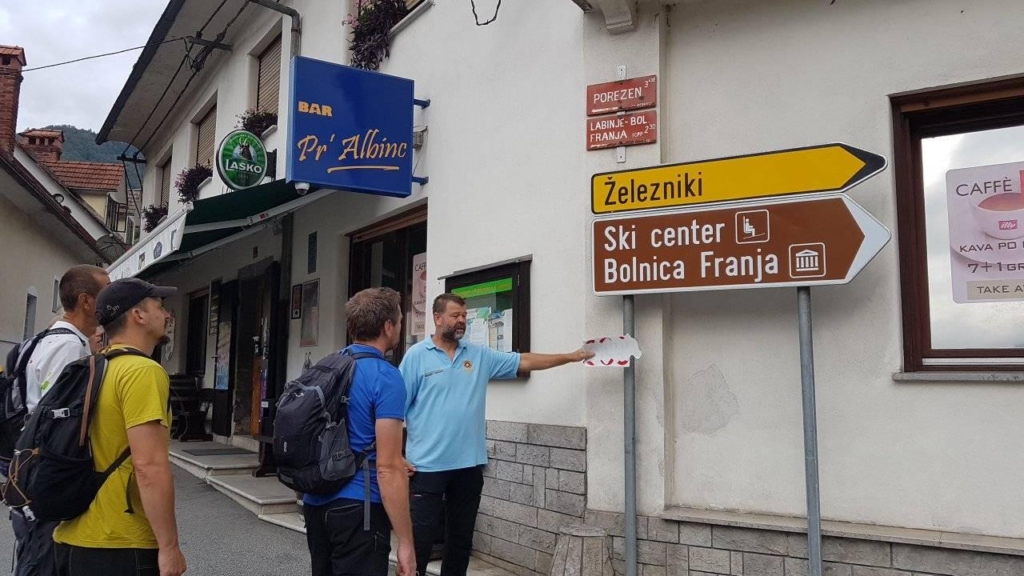 BAR
Pr' Albinc
LAŠKO
POREZEN
LABINJE-BOL
FRANJA
Železniki
Ski center
Bolnica Franja
CAFFÈ
illy
KAVA PO
7+1
TAKE